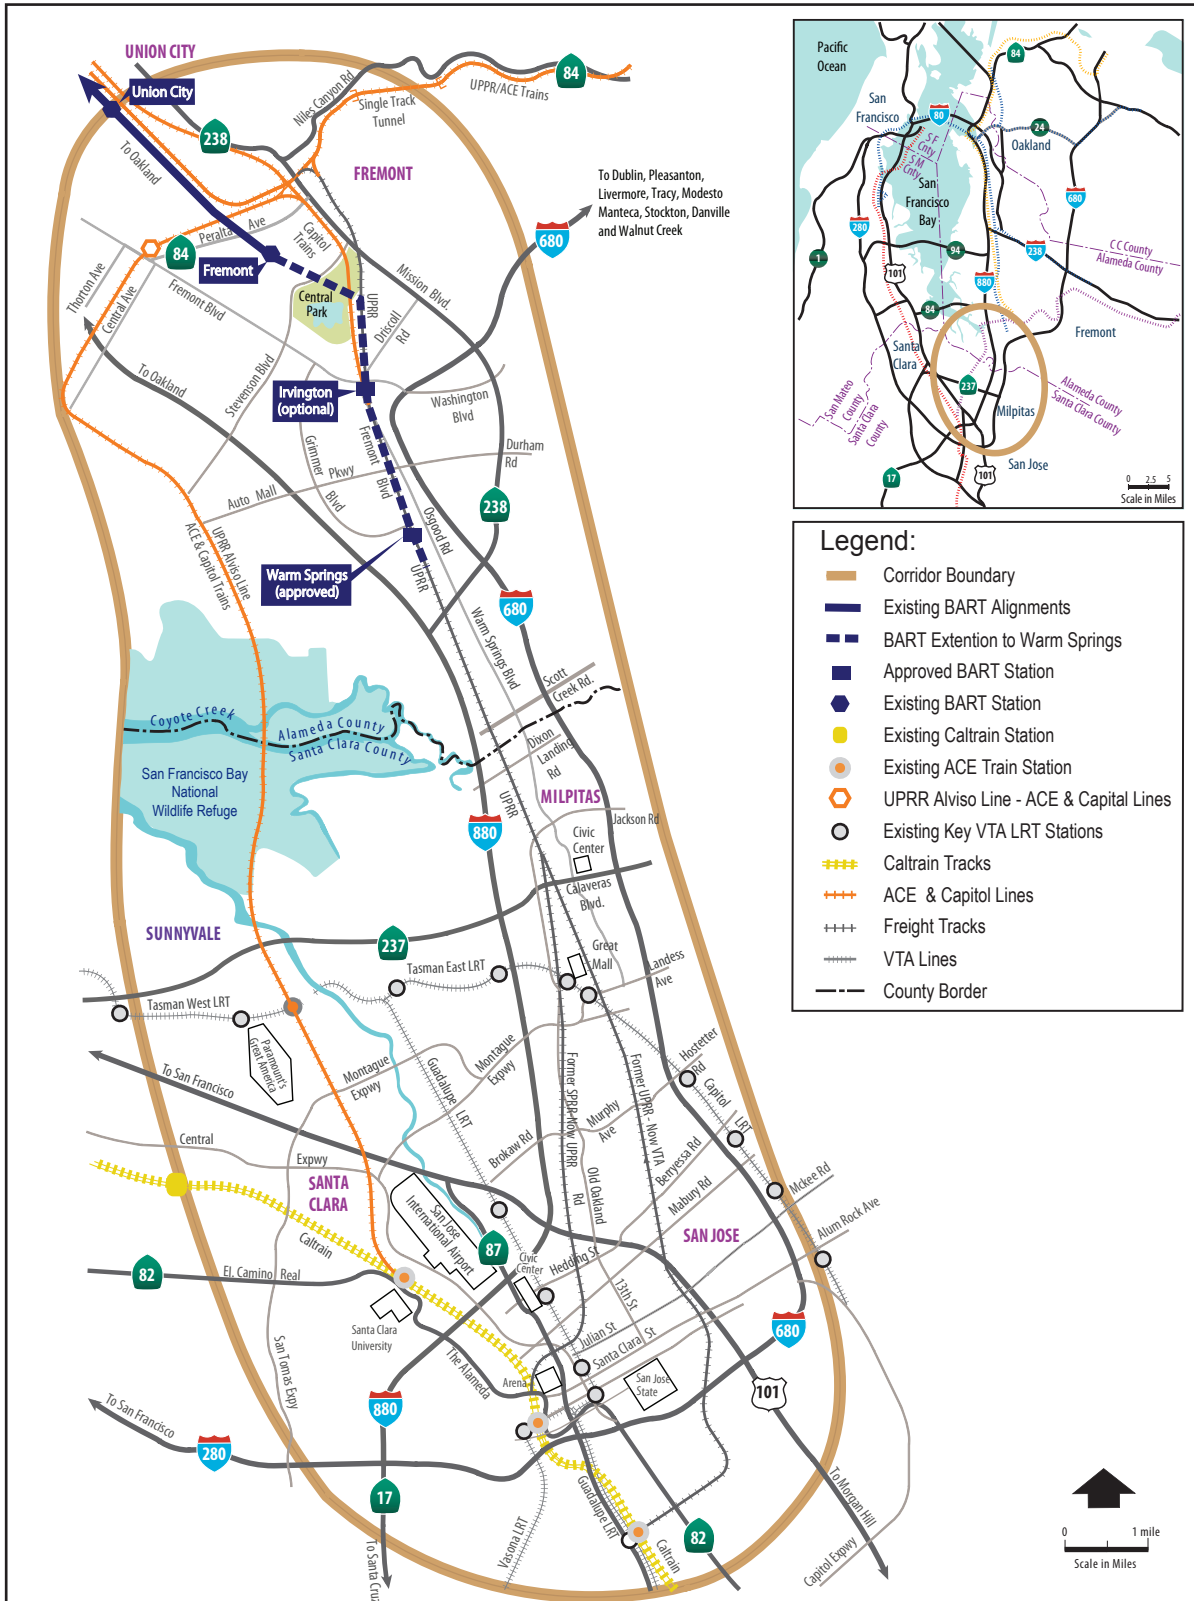 UNION CITY
Union City
To Oakland
238
Niles Canyon Rd
Single Track
Tunnel
UPPR/ACE Trains
84
FREMONT
To Dublin, Pleasanton,
Livermore, Tracy, Modesto
Manteca, Stockton, Danville
and Walnut Creek
680
Peralta Ave
84
Fremont
Capitol
Trains
Central
Park
UPRR
Mission Blvd.
Driscoll
Rd
Thorton Ave
Central Ave
Fremont Blvd
To Oakland
Stevenson Blvd
Irvington
(optional)
Washington
Blvd
Grimmer
Blvd
Fremont Blvd
Durham
Rd
Auto Mall Pkwy
238
Osgood Rd
UPRR Alviso Line
ACE & Capitol Trains
Warm Springs
(approved)
UPRR
680
Warm Springs Blvd
Scott
Creek Rd.
Coyote Creek
Alameda County
Santa Clara County
Dixon
Landing
Rd
San Francisco Bay
National
Wildlife Refuge
UPRR
MILPITAS
880
Jackson Rd
Civic
Center
Calaveras
Blvd.
SUNNYVALE
237
Great
Mall
Landess
Ave
Tasman East LRT
Tasman West LRT
Paramount's
Great America
To San Francisco
Montague
Expwy
Guadalupe LRT
Montague
Expwy
Former SPRR-Now UPRR
Former UPRR - Now VTA
Hostetter
Rd
Capitol
LRT
Murphy
Ave
Brokaw Rd
Central
Expwy
Old Oakland
Rd
Berryessa Rd
Mabury Rd
Mckee Rd
Alum Rock Ave
SANTA
CLARA
San Jose
International Airport
SAN JOSE
87
Caltrain
Civic
Center
Hedding St
82
El. Camino Real
13th St
Santa Clara
University
San Tomas Expy
The Alameda
Julian St
Santa Clara St
Arena
San Jose
State
680
101
880
To San Francisco
280
17
To Santa Cruz
Vasona LRT
Guadalupe LRT
Caltrain
82
To Morgan Hill
Capitol Expwy
0 1 mile
Scale in Miles
Pacific
Ocean
San
Francisco
84
80
24
Oakland
S F
Cnty
S M
Cnty
San
Francisco
Bay
680
280
1
101
94
238
CC County
Alameda County
880
84
Fremont
Santa
Clara
237
San Mateo
County
Santa Clara
County
Alameda County
Santa Clara County
Milpitas
17
101
San Jose
0 2.5 5
Scale in Miles
Legend:
Corridor Boundary
Existing BART Alignments
BART Extention to Warm Springs
Approved BART Station
Existing BART Station
Existing Caltrain Station
Existing ACE Train Station
UPRR Alviso Line - ACE & Capital Lines
Existing Key VTA LRT Stations
Caltrain Tracks
ACE & Capitol Lines
Freight Tracks
VTA Lines
County Border